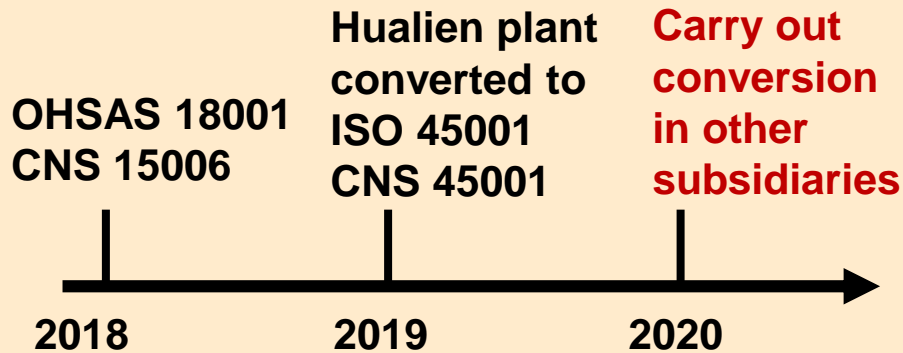 OHSAS 18001
CNS 15006
Hualien plant
converted to
ISO 45001
CNS 45001
Carry out
conversion
in other
subsidiaries
2018
2019
2020